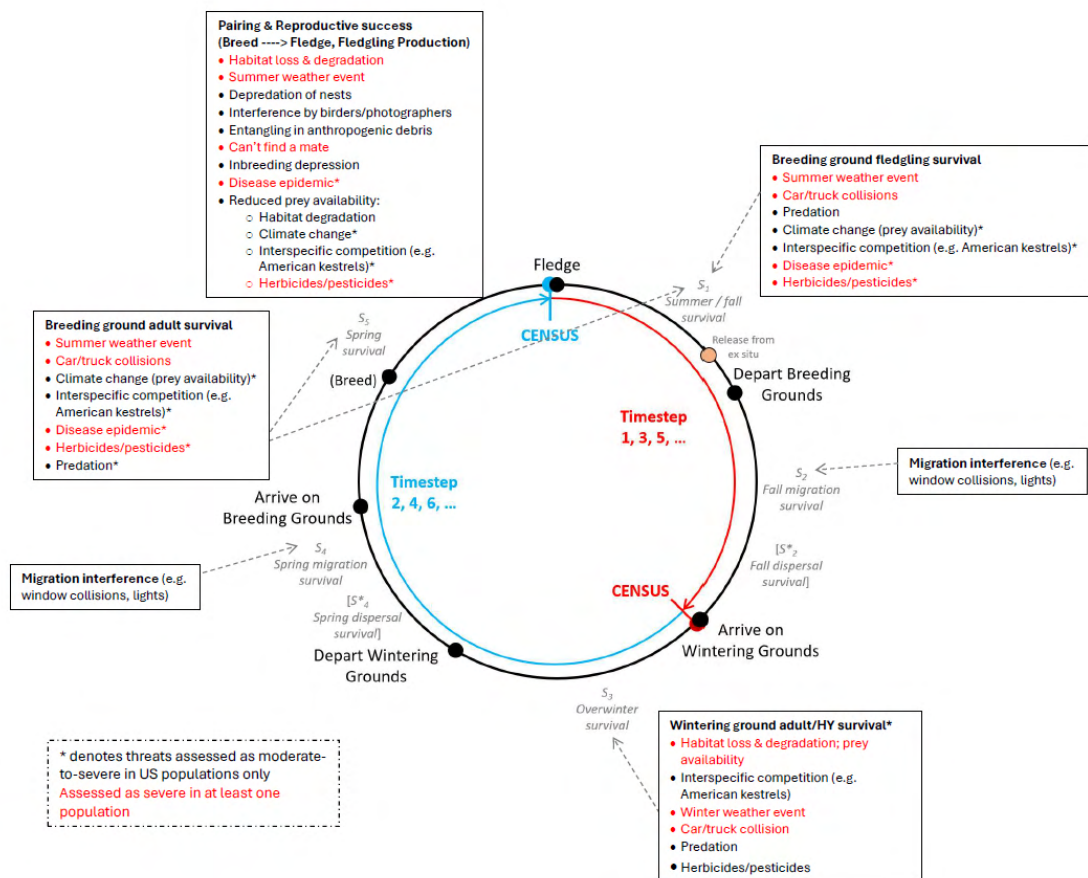 Pairing & Reproductive success
(Breed ----> Fledge, Fledgling Production)
• Habitat loss & degradation
• Summer weather event
• Depredation of nests
• Interference by birders/photographers
• Entangling in anthropogenic debris
• Can't find a mate
• Inbreeding depression
• Disease epidemic*
• Reduced prey availability:
○ Habitat degradation
○ Climate change*
○ Interspecific competition (e.g.
American kestrels)*
○ Herbicides/pesticides*
Breeding ground fledgling survival
• Summer weather event
• Car/truck collisions
• Predation
• Climate change (prey availability)*
• Interspecific competition (e.g. American kestrels)*
• Disease epidemic*
• Herbicides/pesticides*
Fledge
S1
Summer / fall
survival
CENSUS
Release from
ex situ
Depart Breeding
Grounds
Breeding ground adult survival
• Summer weather event
• Car/truck collisions
• Climate change (prey availability)*
• Interspecific competition (e.g.
American kestrels)*
• Disease epidemic*
• Herbicides/pesticides*
• Predation*
S5
Spring
survival
(Breed)
Timestep
1, 3, 5, ...
Timestep
2, 4, 6, ...
Migration interference (e.g.
window collisions, lights)
S2
Fall migration
survival
Arrive on
Breeding Grounds
S4
Spring migration
survival
Migration interference (e.g.
window collisions, lights)
[S*2
Fall dispersal
survival]
[S*4
Spring dispersal
survival]
CENSUS
Arrive on
Wintering Grounds
Depart Wintering
Grounds
S3
Overwinter
survival
Wintering ground adult/HY survival*
• Habitat loss & degradation; prey
availability
• Interspecific competition (e.g.
American kestrels)
• Winter weather event
• Car/truck collision
• Predation
• Herbicides/pesticides
* denotes threats assessed as moderate-
to-severe in US populations only
Assessed as severe in at least one
population